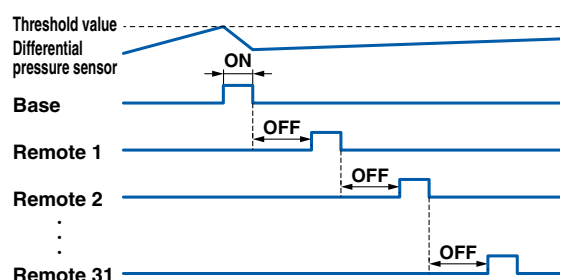 Threshold value
Differential
pressure sensor
ON
Base
OFF
Remote 1
OFF
Remote 2
.
.
.
OFF
Remote 31